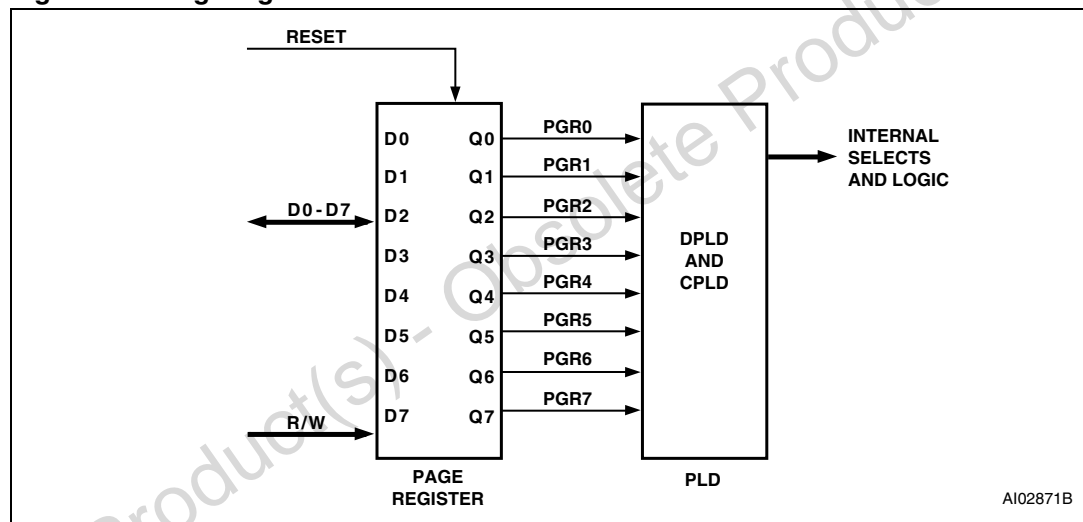 RESET
D0-D7
R/W
D0
D1
D2
D3
D4
D5
D6
D7
Q0
Q1
Q2
Q3
Q4
Q5
Q6
Q7
PAGE
REGISTER
PGR0
PGR1
PGR2
PGR3
PGR4
PGR5
PGR6
PGR7
DPLD
AND
CPLD
PLD
INTERNAL
SELECTS
AND LOGIC
AI02871B
Product(s) - Obsolete Product